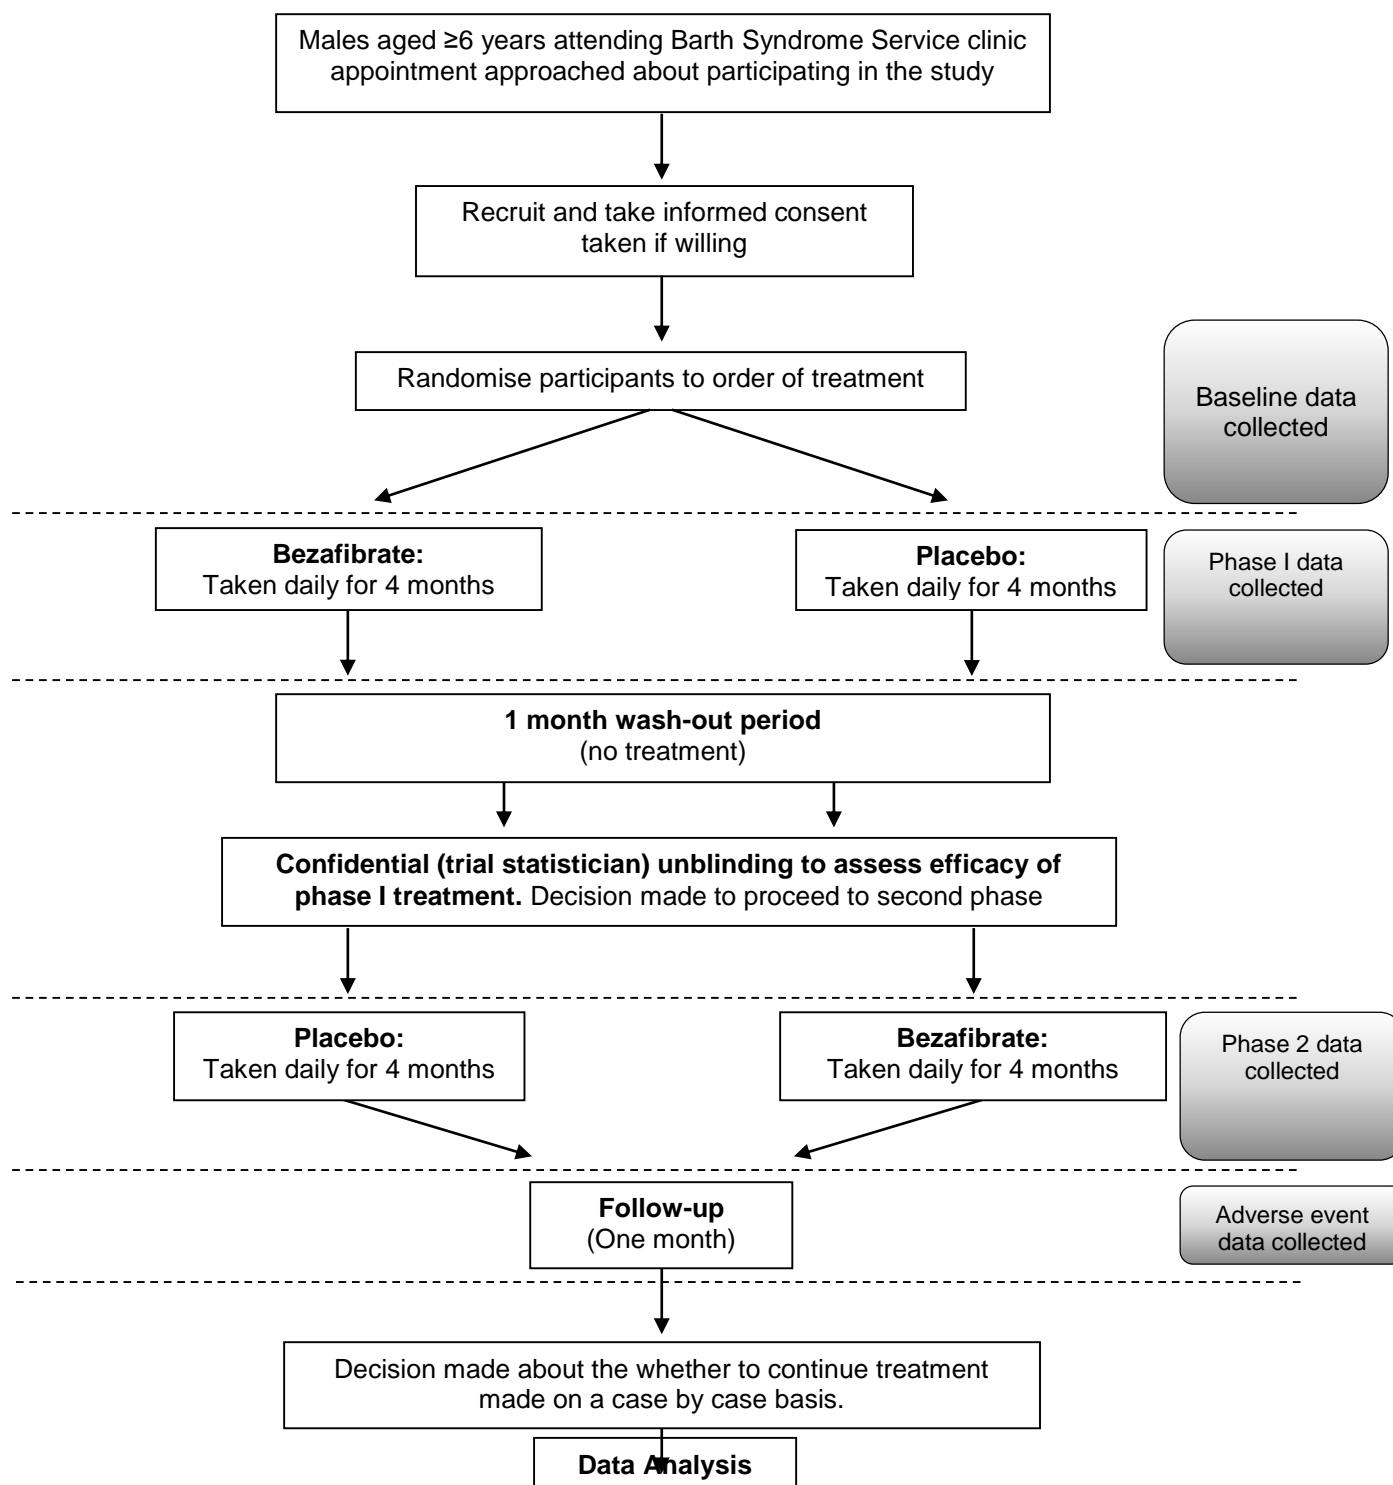 Males aged ≥6 years attending Barth Syndrome Service clinic
appointment approached about participating in the study
Recruit and take informed consent
taken if willing
Randomise participants to order of treatment
Baseline data
collected
Bezafibrate:
Taken daily for 4 months
Placebo:
Taken daily for 4 months
Phase I data
collected
1 month wash-out period
(no treatment)
Confidential (trial statistician) unblinding to assess efficacy of
phase I treatment. Decision made to proceed to second phase
Placebo:
Taken daily for 4 months
Bezafibrate:
Taken daily for 4 months
Phase 2 data
collected
Follow-up
(One month)
Adverse event
data collected
Decision made about the whether to continue treatment
made on a case by case basis.
Data Analysis